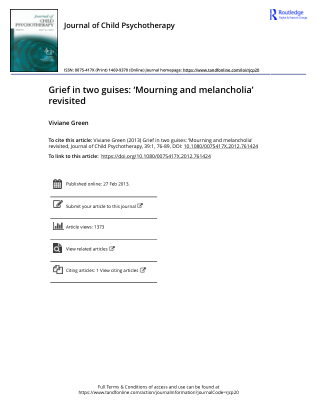 Journal of Child Psychotherapy
Routledge
Taylor & Francis Group
ISSN: 0075-417X (Print) 1469-9370 (Online) Journal homepage: https://www.tandfonline.com/loi/rjcp20
Grief in two guises: ‘Mourning and melancholia’
revisited
Viviane Green
To cite this article: Viviane Green (2013) Grief in two guises: ‘Mourning and melancholia’
revisited, Journal of Child Psychotherapy, 39:1, 76-89, DOI: 10.1080/0075417X.2012.761424
To link to this article: https://doi.org/10.1080/0075417X.2012.761424
Published online: 27 Feb 2013.
Submit your article to this journal
Article views: 1373
View related articles
Citing articles: 1 View citing articles
Full Terms & Conditions of access and use can be found at
https://www.tandfonline.com/action/journalInformation?journalCode=rjcp20